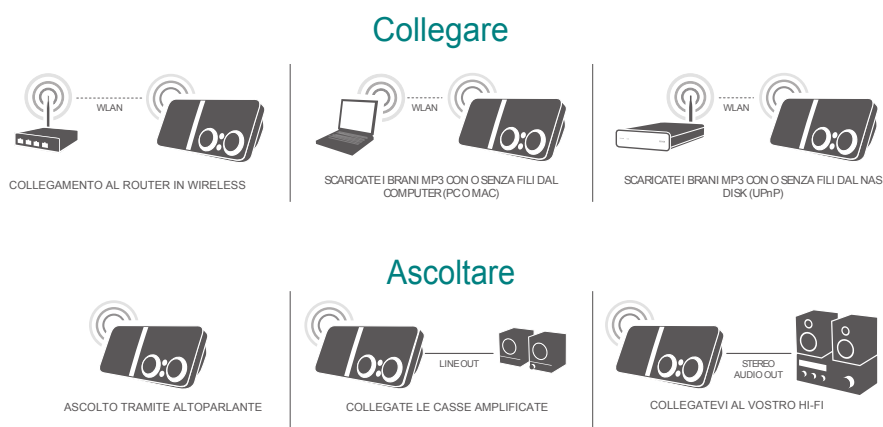 Collegare
WLAN
WLAN
WLAN
COLLEGAMENTO AL ROUTER IN WIRELESS
SCARICATE I BRANI MP3 CON O SENZA FILI DAL
COMPUTER (PC O MAC)
SCARICATE I BRANI MP3 CON O SENZA FILI DAL NAS
DISK (UPnP)
Ascoltare
LINE OUT
STEREO
AUDIO OUT
ASCOLTO TRAMITE ALTOPARLANTE
COLLEGATE LE CASSE AMPLIFICATE
COLLEGATEVI AL VOSTRO HI-FI